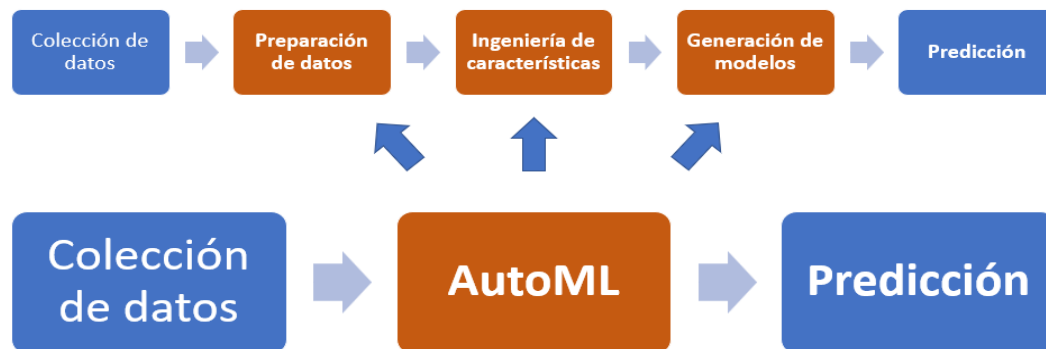 Colección de
datos
Preparación
de datos
Ingeniería de
características
Generación de
modelos
Predicción
Colección
de datos
AutoML
Predicción